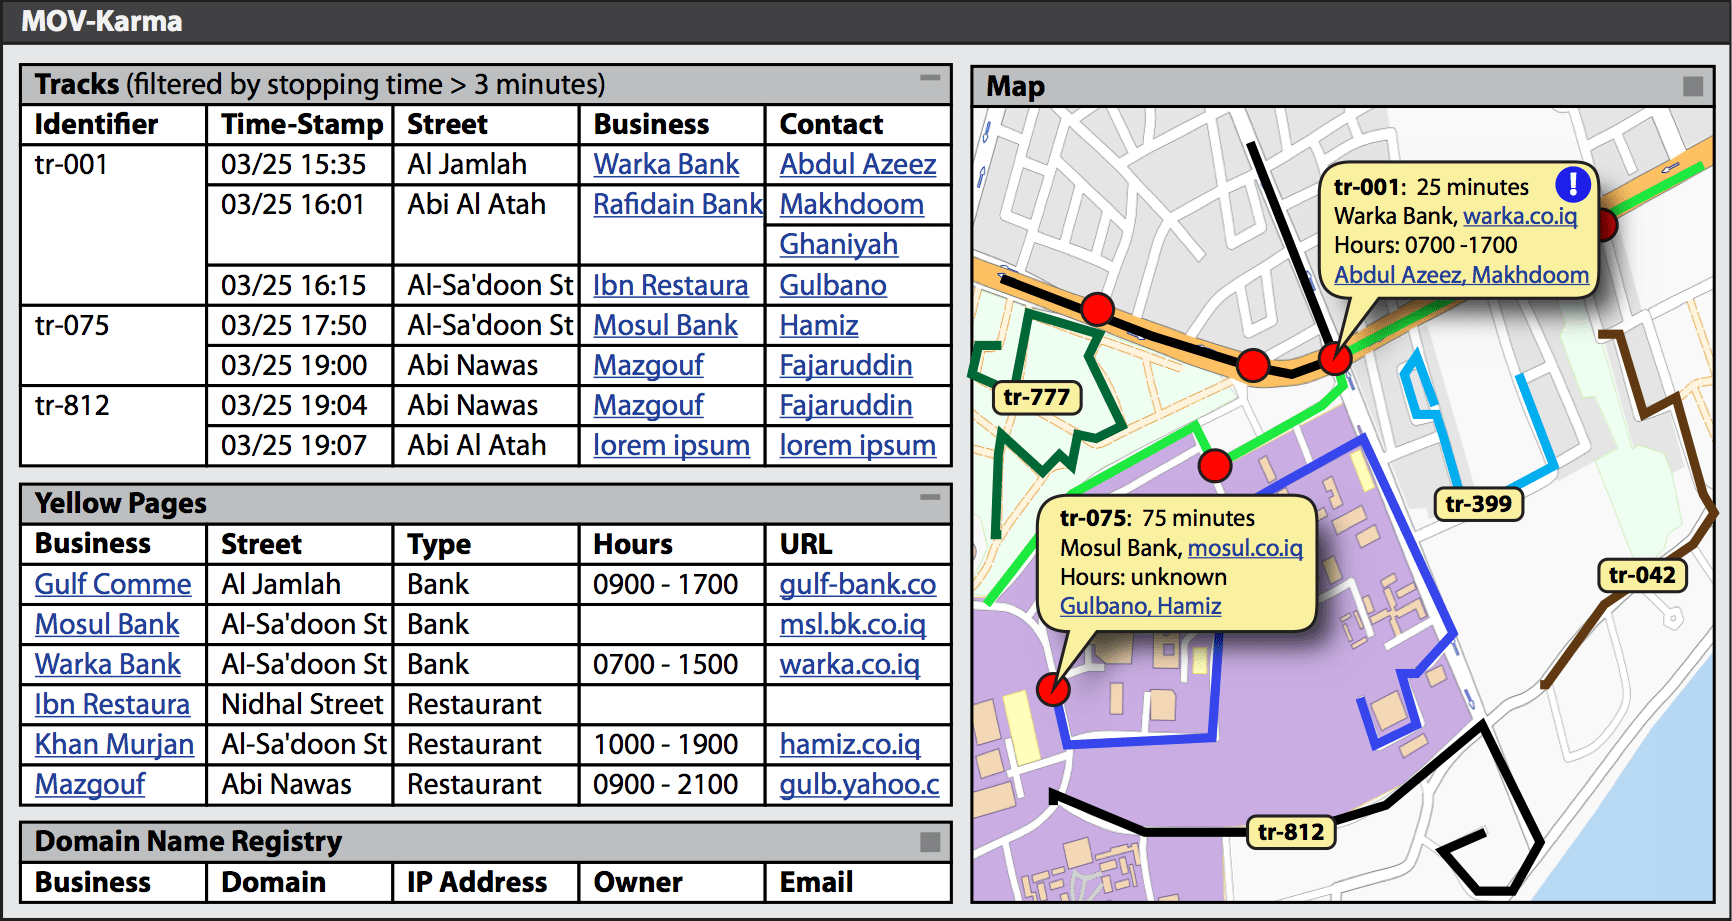 MOV-Karma
Tracks (filtered by stopping time > 3 minutes)
Identifier Time-Stamp Street Business Contact
tr-001 03/25 15:35 Al Jamlah Warka Bank Abdul Azeez
03/25 16:01 Abi Al Atah Rafidain Bank Makhdoom
Ghaniyah
03/25 16:15 Al-Sa'doon St Ibn Restaura Gulbano
tr-075 03/25 17:50 Al-Sa'doon St Mosul Bank Hamiz
03/25 19:00 Abi Nawas Mazgouf Fajaruddin
tr-812 03/25 19:04 Abi Nawas Mazgouf Fajaruddin
03/25 19:07 Abi Al Atah lorem ipsum lorem ipsum
Yellow Pages
Business Street Type Hours URL
Gulf Comme Al Jamlah Bank 0900 - 1700 gulf-bank.co
Mosul Bank Al-Sa'doon St Bank msl.bk.co.iq
Warka Bank Al-Sa'doon St Bank 0700 - 1500 warka.co.iq
Ibn Restaura Nidhal Street Restaurant
Khan Murjan Al-Sa'doon St Restaurant 1000 - 1900 hamiz.co.iq
Mazgouf Abi Nawas Restaurant 0900 - 2100 gulb.yahoo.c
Domain Name Registry
Business Domain IP Address Owner Email
Map
tr-001: 25 minutes !
Warka Bank, warka.co.iq
Hours: 0700 -1700
Abdul Azeez, Makhdoom
tr-777
tr-399
tr-075: 75 minutes
Mosul Bank, mosul.co.iq
Hours: unknown
Gulbano, Hamiz
tr-042
tr-812